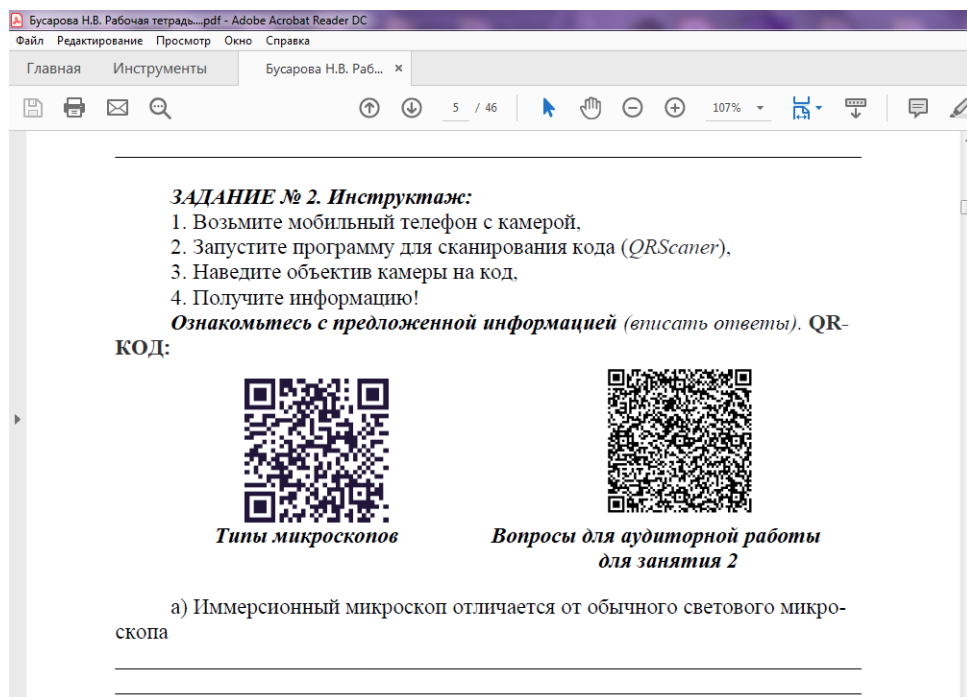 Бусарова Н.В. Рабочая тетрадь....pdf - Adobe Acrobat Reader DC
Файл Редактирование Просмотр Окно Справка
Главная Инструменты Бусарова Н.В. Раб... ×
5 / 46 107%
ЗАДАНИЕ № 2. Инструктаж:
1. Возьмите мобильный телефон с камерой,
2. Запустите программу для сканирования кода (QRScaner),
3. Наведите объектив камеры на код,
4. Получите информацию!
Ознакомьтесь с предложенной информацией (вписать ответы). QR-
КОД:
Типы микроскопов
Вопросы для аудиторной работы
для занятия 2
а) Иммерсионный микроскоп отличается от обычного светового микро-
скопа